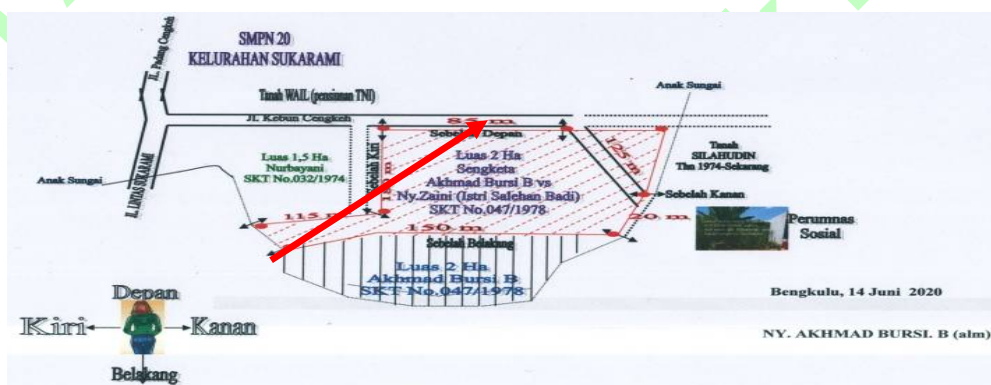 SMPN 20
KELURAHAN SUKARAMI
JL. Padang Cengkeh
Anak Sungai
Tanah WAIL (pensiunan TNI)
JL. Kebun Cengkeh
85 m
Sebelah Depan
125 m
Tanah
SILAHUDIN
Thn 1974-Sekarang
Luas 1,5 Ha
Nurbayani
SKT No.032/1974
Sebelah Kiri
Luas 2 Ha
Sengketa
Akhmad Bursi B vs
Ny.Zaini (Istri Salehan Badi)
SKT No.047/1978
Anak Sungai
JL. LINTAS SUKARAMI
Sebelah Kanan
115 m
150 m
20 m
Perumnas
Sosial
Sebelah Belakang
Luas 2 Ha
Akhmad Bursi B
SKT No.047/1978
Depan
Kiri
Kanan
Belakang
Bengkulu, 14 Juni 2020
NY. AKHMAD BURSI. B (alm)